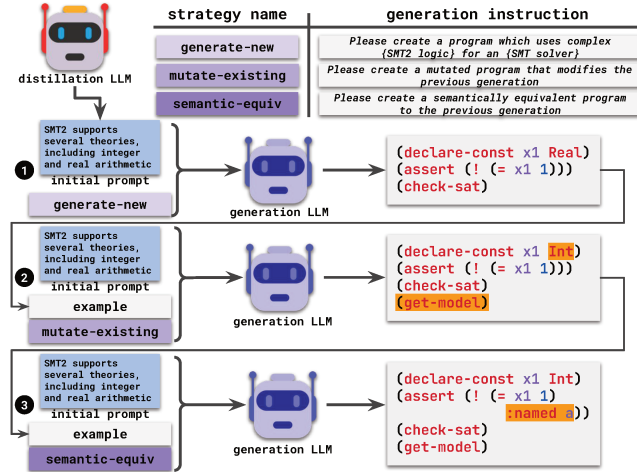 strategy name
generation instruction
generate-new
Please create a program which uses complex
{SMT2 logic} for an {SMT solver}
mutate-existing
Please create a mutated program that modifies the
previous generation
semantic-equiv
Please create a semantically equivalent program
to the previous generation
distillation LLM
1
SMT2 supports
several theories,
including integer
and real arithmetic
initial prompt
generate-new
generation LLM
(declare-const x1 Real)
(assert (! (= x1 1)))
(check-sat)
2
SMT2 supports
several theories,
including integer
and real arithmetic
initial prompt
example
mutate-existing
generation LLM
(declare-const x1 Int)
(assert (! (= x1 1)))
(check-sat)
(get-model)
3
SMT2 supports
several theories,
including integer
and real arithmetic
initial prompt
example
semantic-equiv
generation LLM
(declare-const x1 Int)
(assert (! (= x1 1)
:named a))
(check-sat)
(get-model)